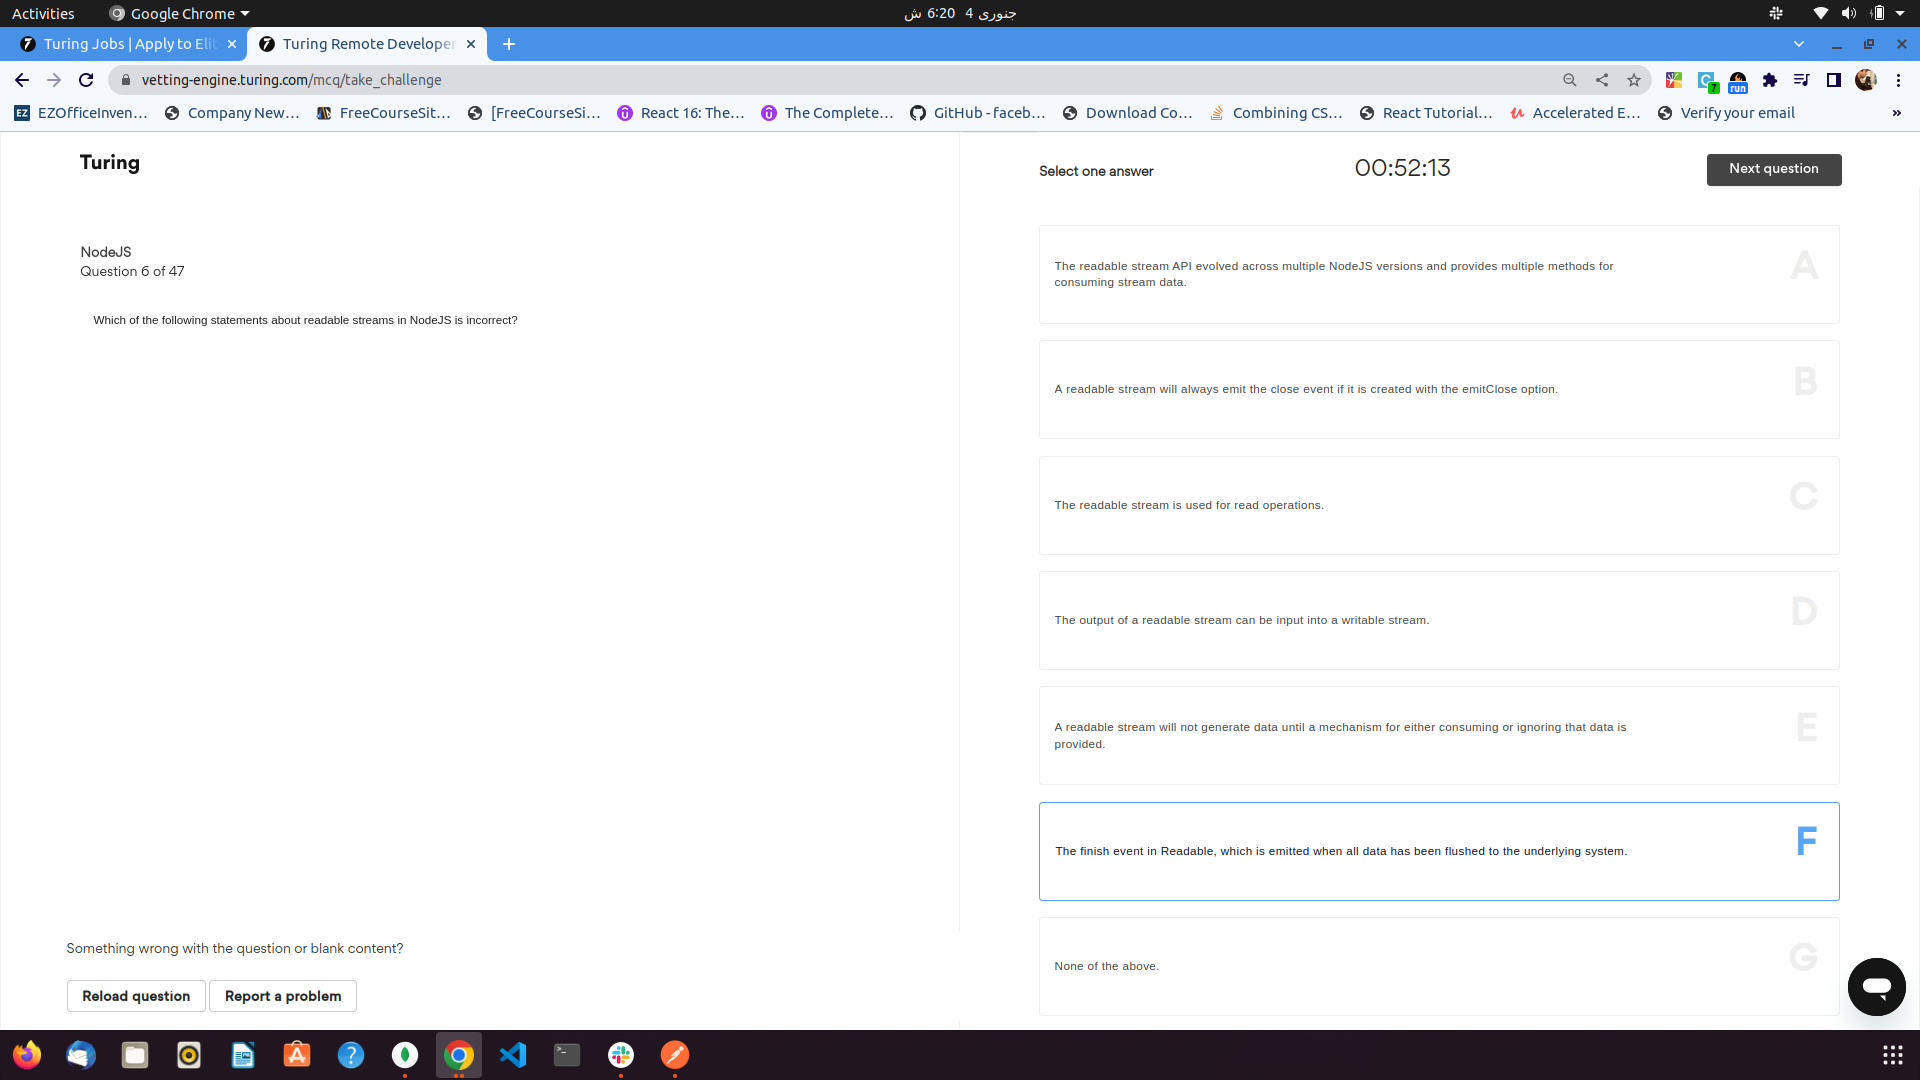 Activities
Google Chrome
جنوری 4  6:20 ش
Turing Jobs | Apply to Elit
Turing Remote Developer
vetting-engine.turing.com/mcq/take_challenge
7
run
EZ
EZOfficeInven...
Company New...
FreeCourseSit...
[FreeCourseSi...
React 16: The...
The Complete...
GitHub - faceb...
Download Co...
Combining CS...
React Tutorial...
Accelerated E...
Verify your email
»
Turing
Select one answer
00:52:13
Next question
NodeJS
Question 6 of 47
Which of the following statements about readable streams in NodeJS is incorrect?
The readable stream API evolved across multiple NodeJS versions and provides multiple methods for
consuming stream data.
A
A readable stream will always emit the close event if it is created with the emitClose option.
B
The readable stream is used for read operations.
C
The output of a readable stream can be input into a writable stream.
D
A readable stream will not generate data until a mechanism for either consuming or ignoring that data is
provided.
E
The finish event in Readable, which is emitted when all data has been flushed to the underlying system.
F
None of the above.
G
Something wrong with the question or blank content?
Reload question
Report a problem